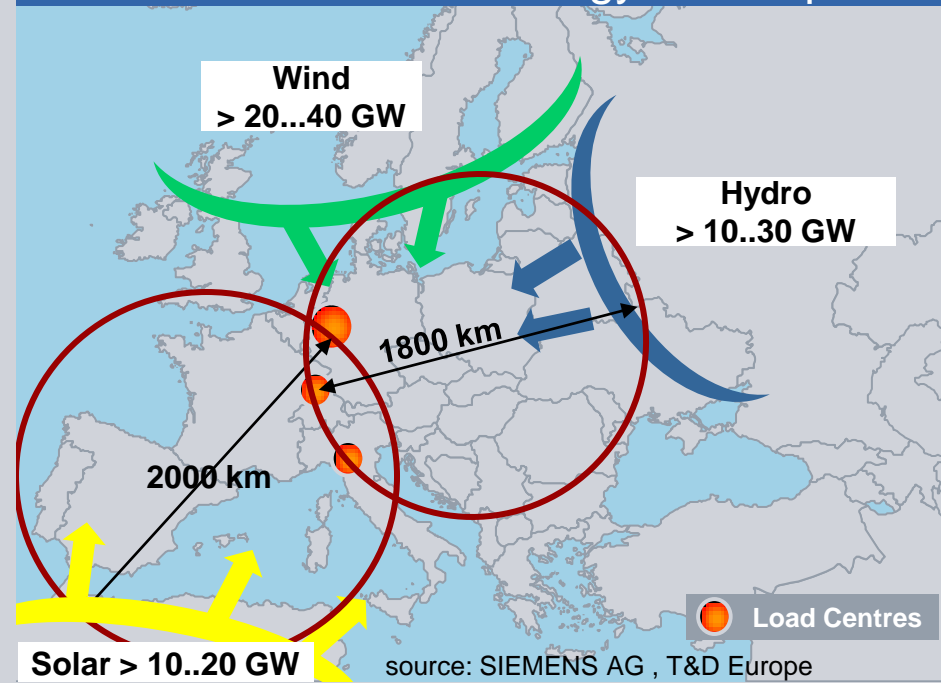 Wind
> 20...40 GW
Hydro
> 10..30 GW
1800 km
2000 km
Load Centres
Solar > 10..20 GW
source: SIEMENS AG , T&D Europe